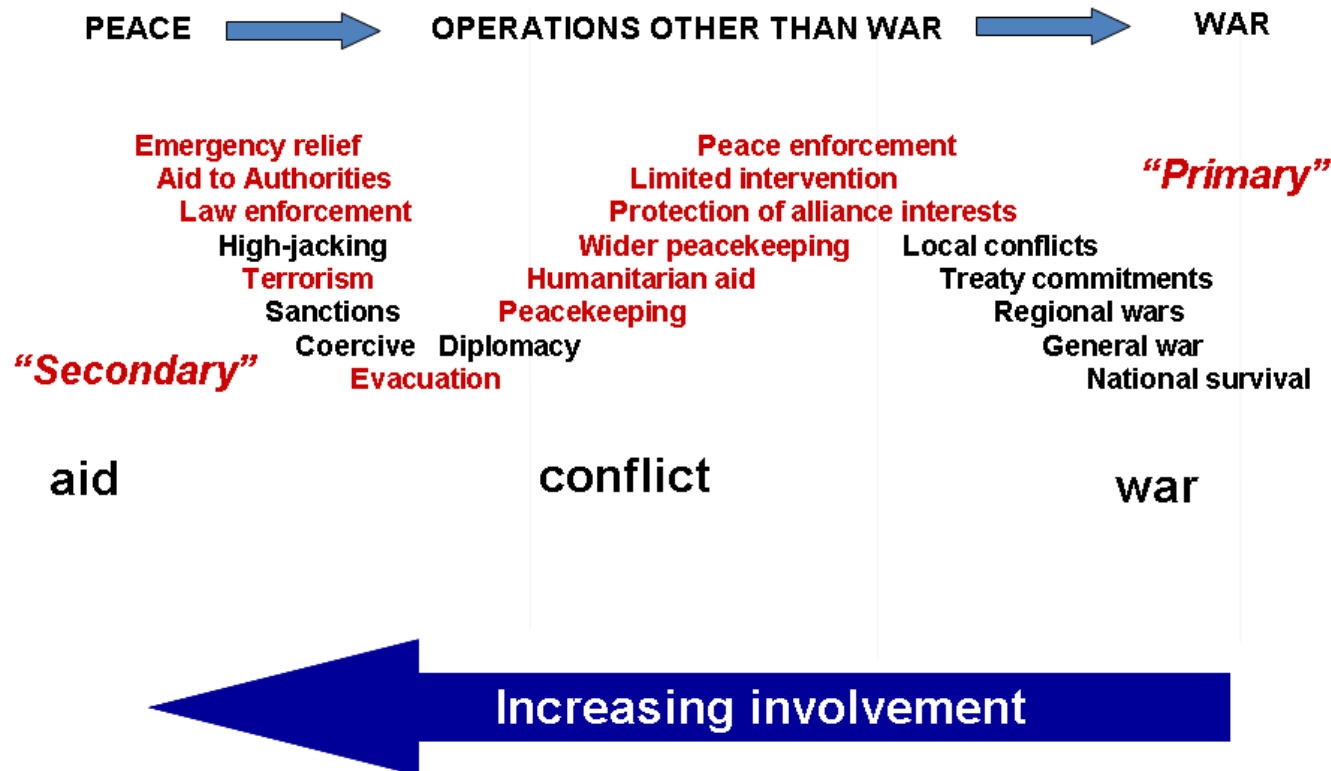 PEACE OPERATIONS OTHER THAN WAR WAR
Emergency relief
Aid to Authorities
Law enforcement
High-jacking
Terrorism
Sanctions
Coercive Diplomacy
Evacuation
Peace enforcement
Limited intervention
Protection of alliance interests
Wider peacekeeping
Humanitarian aid
Peacekeeping
“Primary”
Local conflicts
Treaty commitments
Regional wars
General war
National survival
“Secondary”
aid conflict war
Increasing involvement